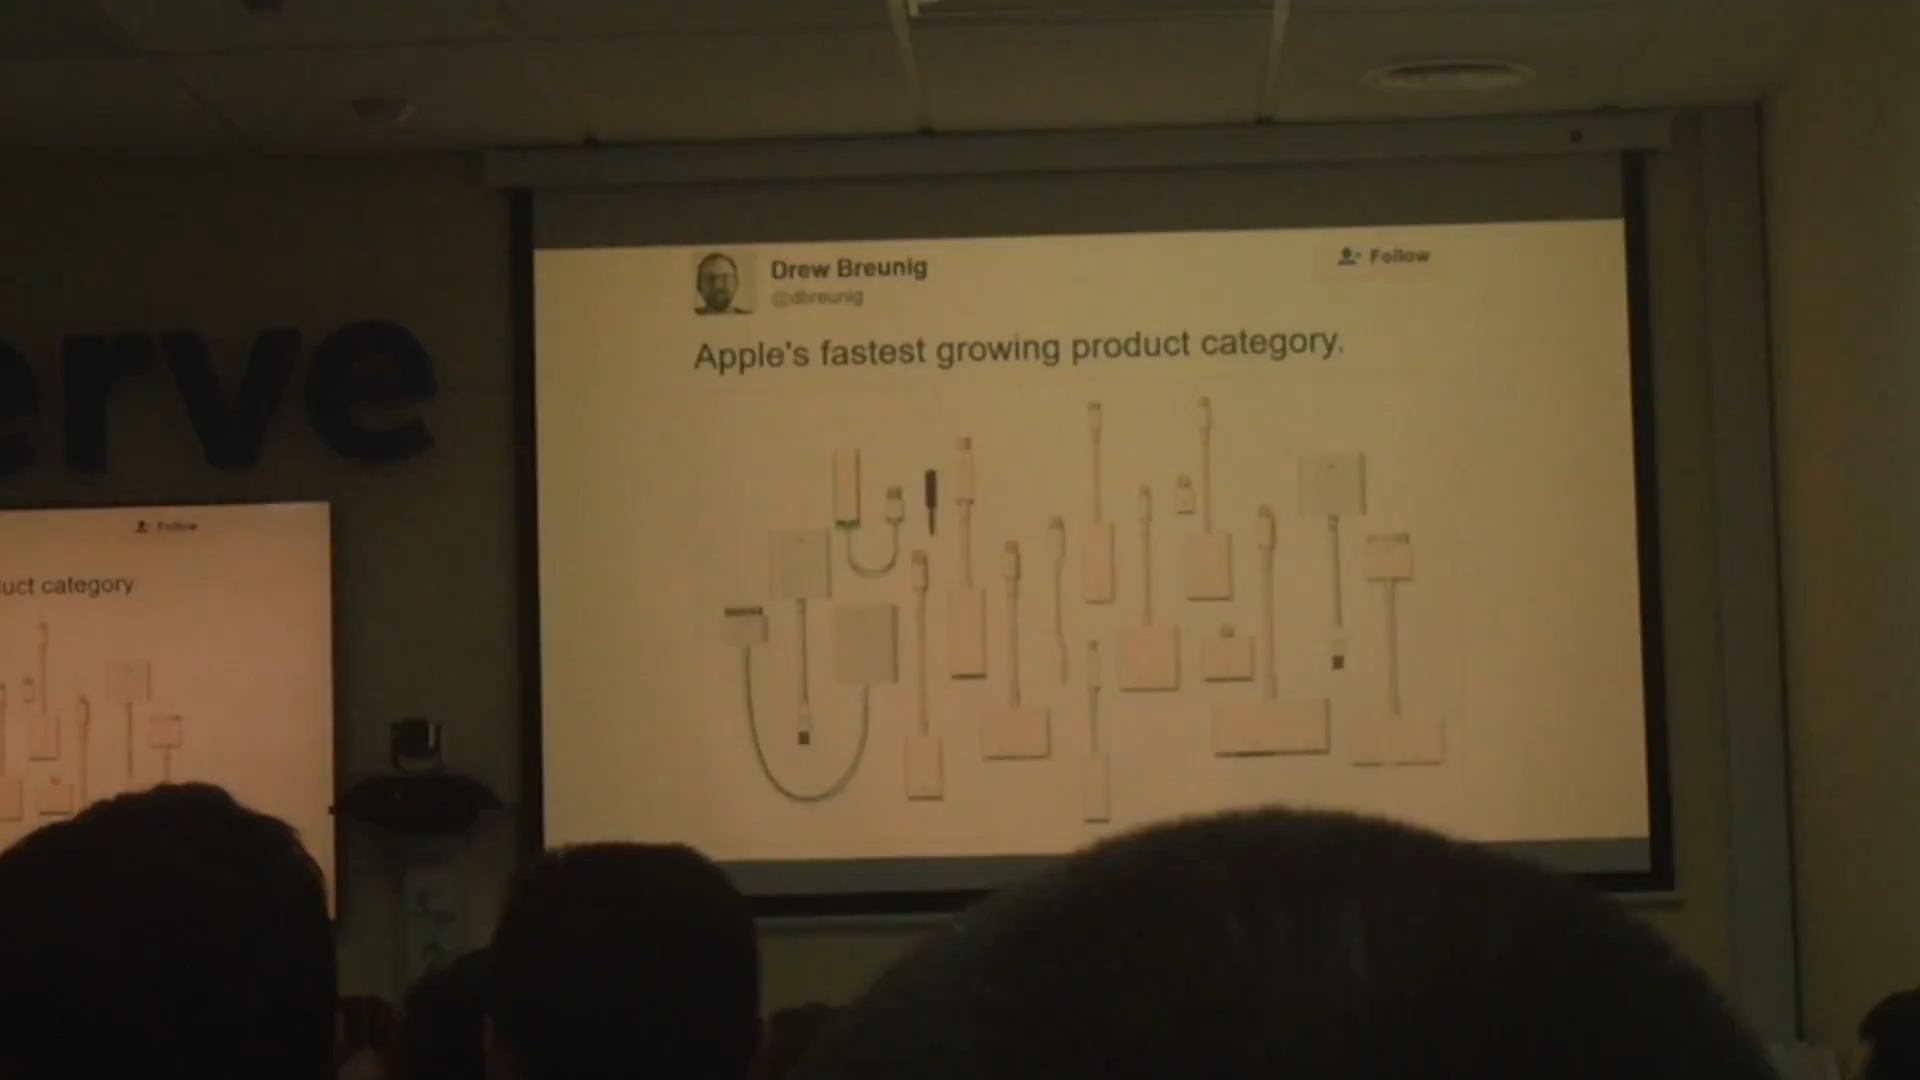 erve
Drew Breunig
@dbreunig
Follow
Apple's fastest growing product category.
Follow
uct category